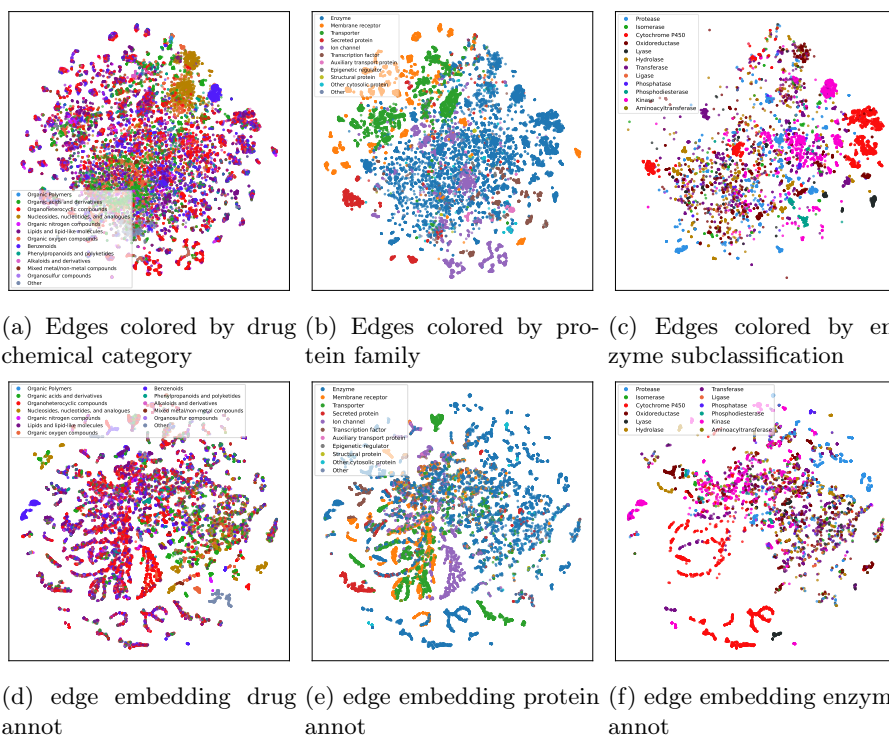 Organic Polymers
Organic acids and derivatives
Organoheterocyclic compounds
Nucleosides, nucleotides, and analogues
Organic nitrogen compounds
Lipids and lipid-like molecules
Organic oxygen compounds
Benzenoids
Phenylpropanoids and polyketides
Alkaloids and derivatives
Mixed metal/non-metal compounds
Organosulfur compounds
Other
Enzyme
Membrane receptor
Transporter
Secreted protein
Ion channel
Transcription factor
Auxiliary transport protein
Epigenetic regulator
Structural protein
Other cytosolic protein
Other
Protease
Isomerase
Cytochrome P450
Oxidoreductase
Lyase
Hydrolase
Transferase
Ligase
Phosphatase
Phosphodiesterase
Kinase
Aminoacyltransferase
(a) Edges colored by drug
chemical category
(b) Edges colored by pro-
tein family
(c) Edges colored by en
zyme subclassification
Organic Polymers
Organic acids and derivatives
Organoheterocyclic compounds
Nucleosides, nucleotides, and analogues
Organic nitrogen compounds
Lipids and lipid-like molecules
Organic oxygen compounds
Benzenoids
Phenylpropanoids and polyketides
Alkaloids and derivatives
Mixed metal/non-metal compounds
Organosulfur compounds
Other
Enzyme
Membrane receptor
Transporter
Secreted protein
Ion channel
Transcription factor
Auxiliary transport protein
Epigenetic regulator
Structural protein
Other cytosolic protein
Other
Protease
Isomerase
Cytochrome P450
Oxidoreductase
Lyase
Hydrolase
Transferase
Ligase
Phosphatase
Phosphodiesterase
Kinase
Aminoacyltransferase
(d) edge embedding drug
annot
(e) edge embedding protein
annot
(f) edge embedding enzym
annot